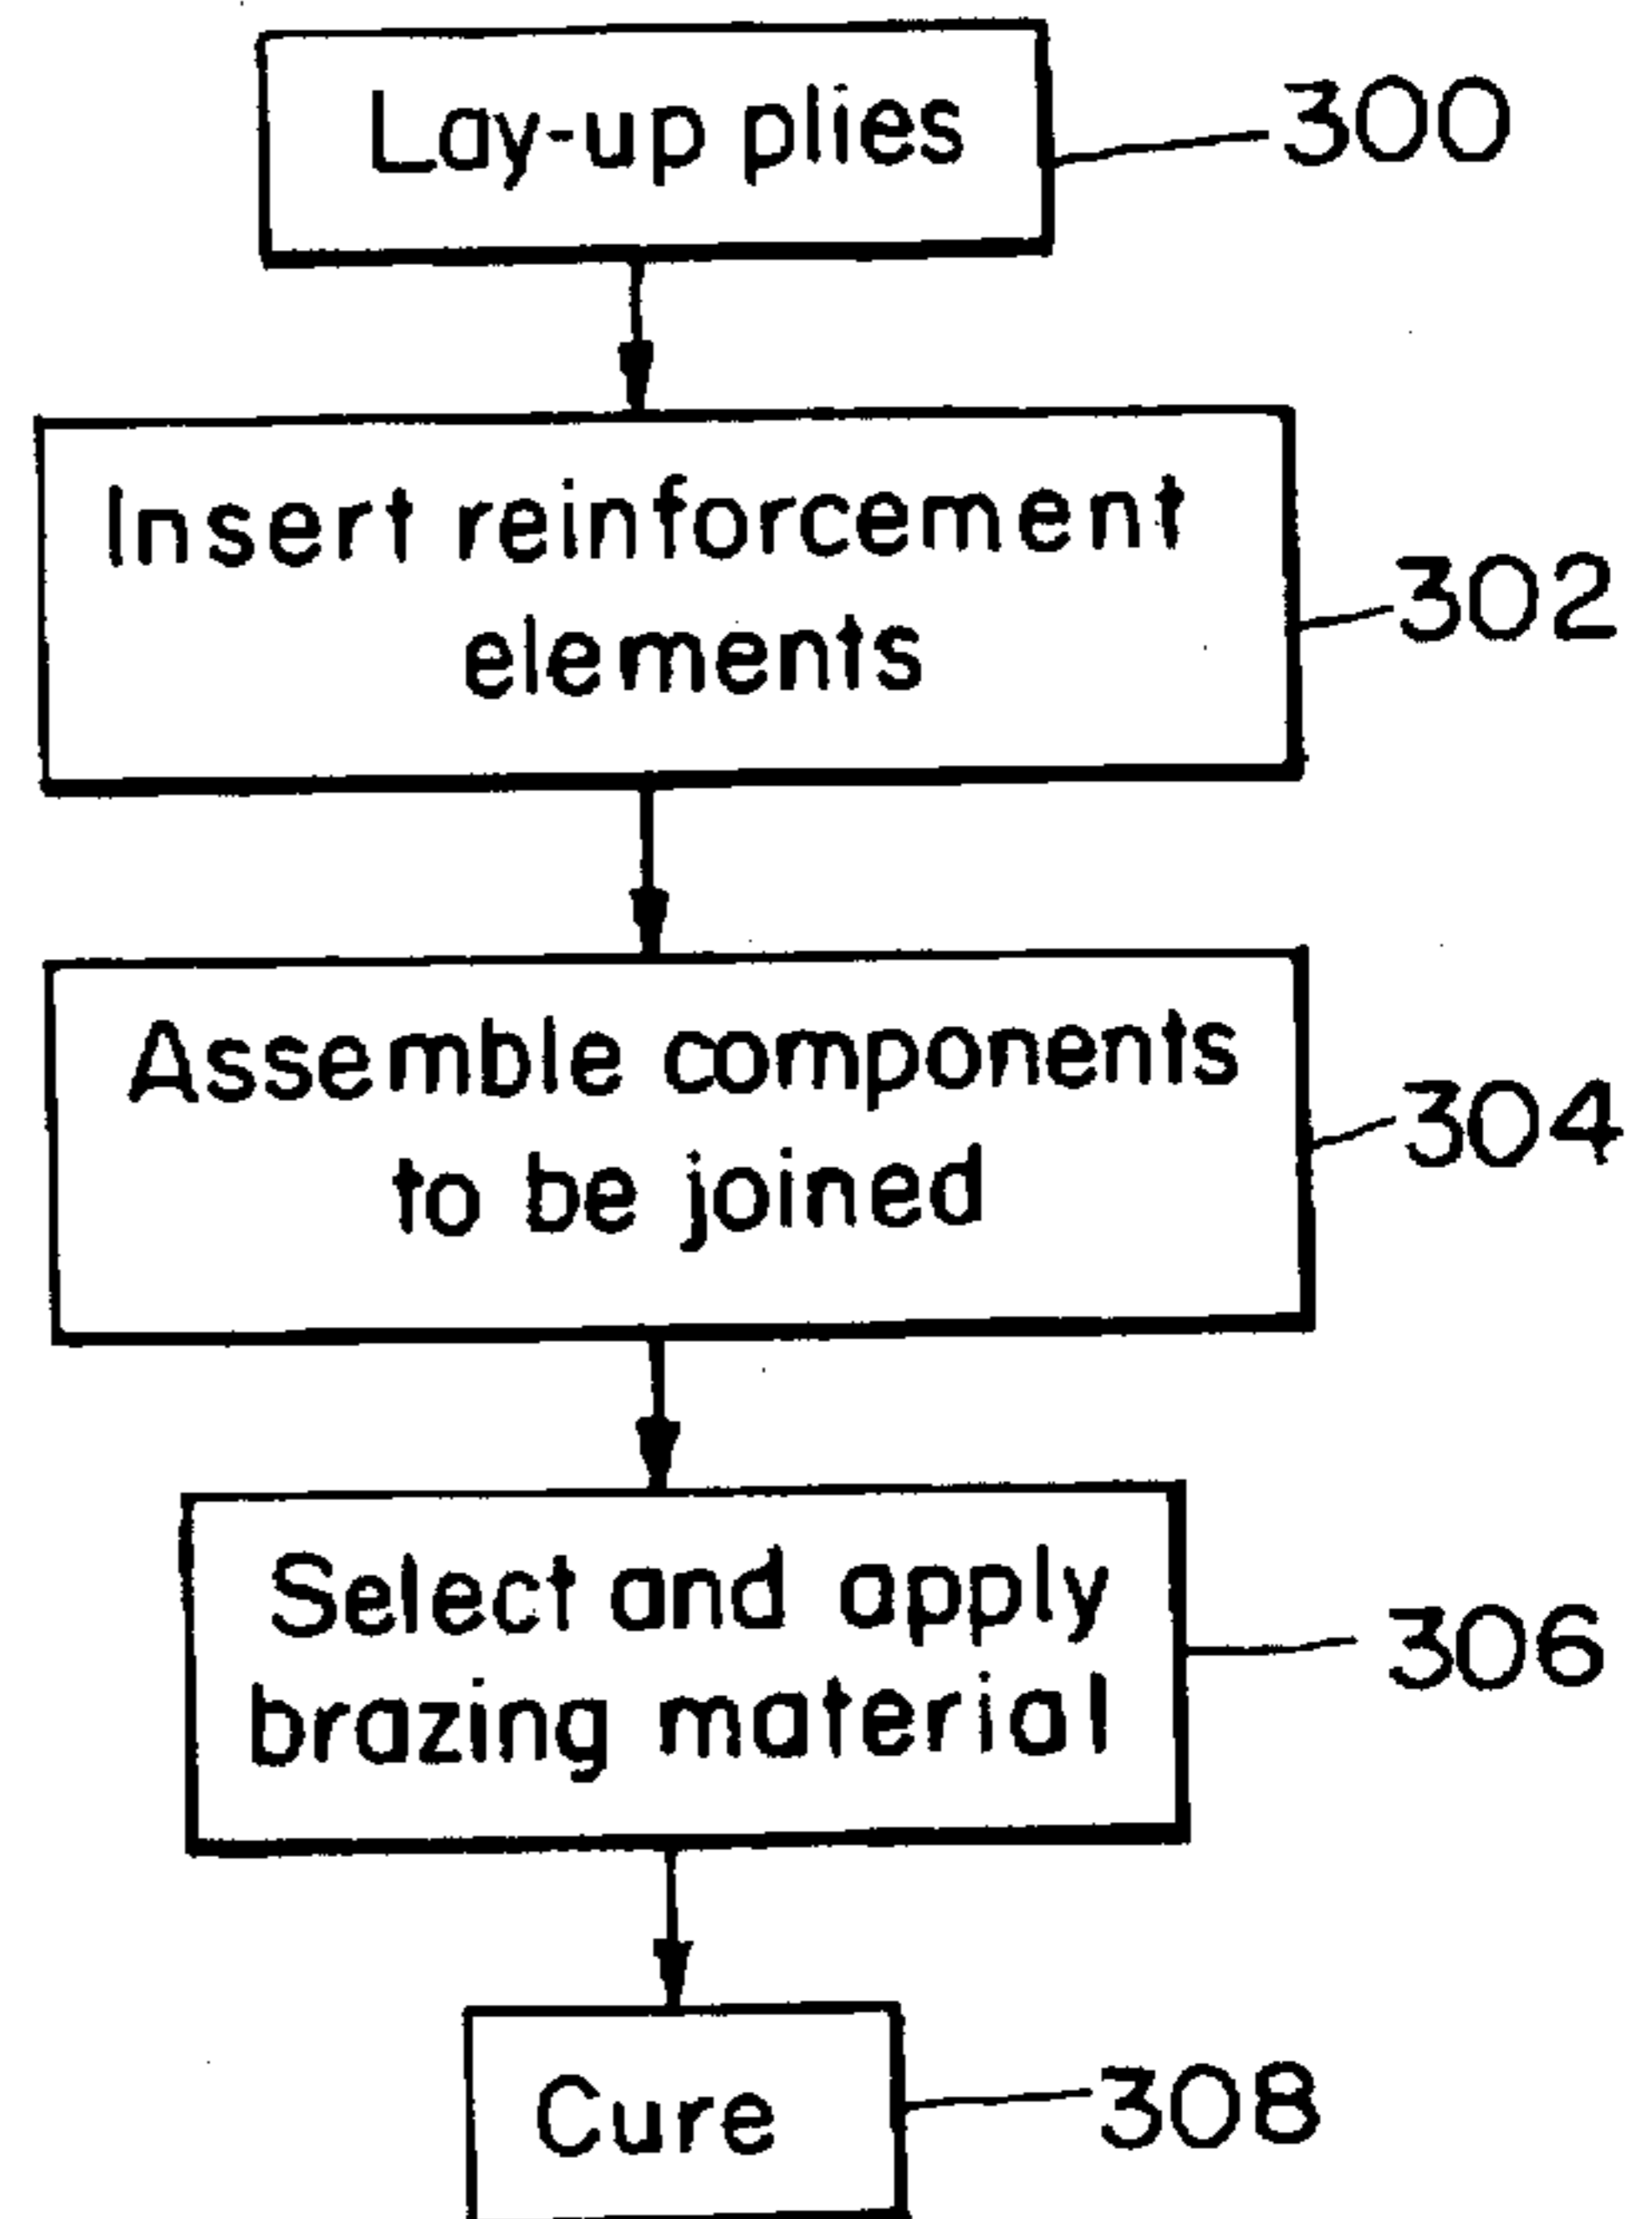 Lay-up plies
300
Insert reinforcement
elements
302
Assemble components
to be joined
304
Select and apply
brazing material
306
Cure
308